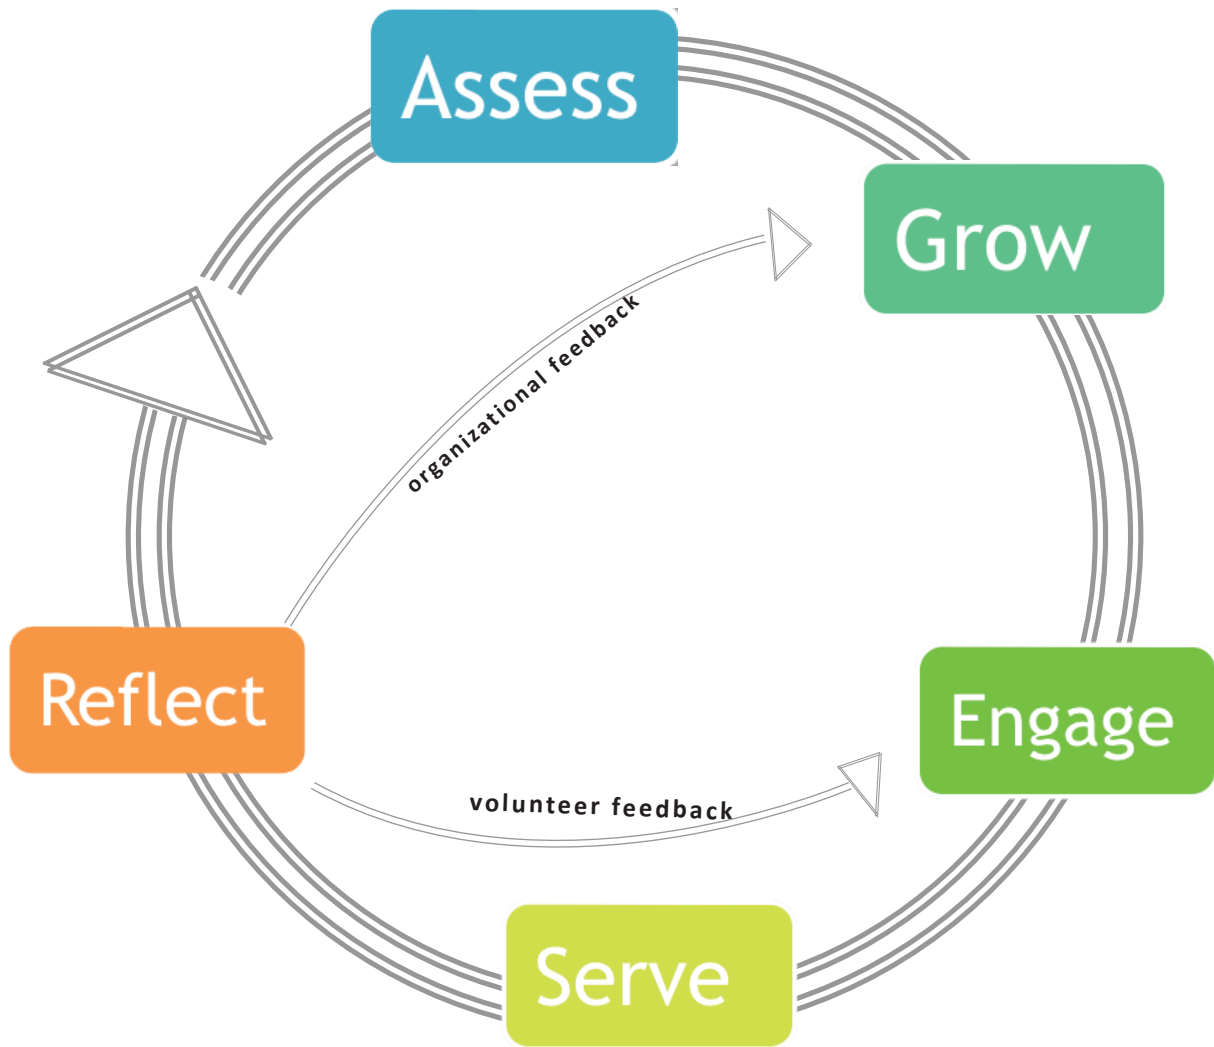 Assess
Grow
organizational feedback
Reflect
Engage
volunteer feedback
Serve